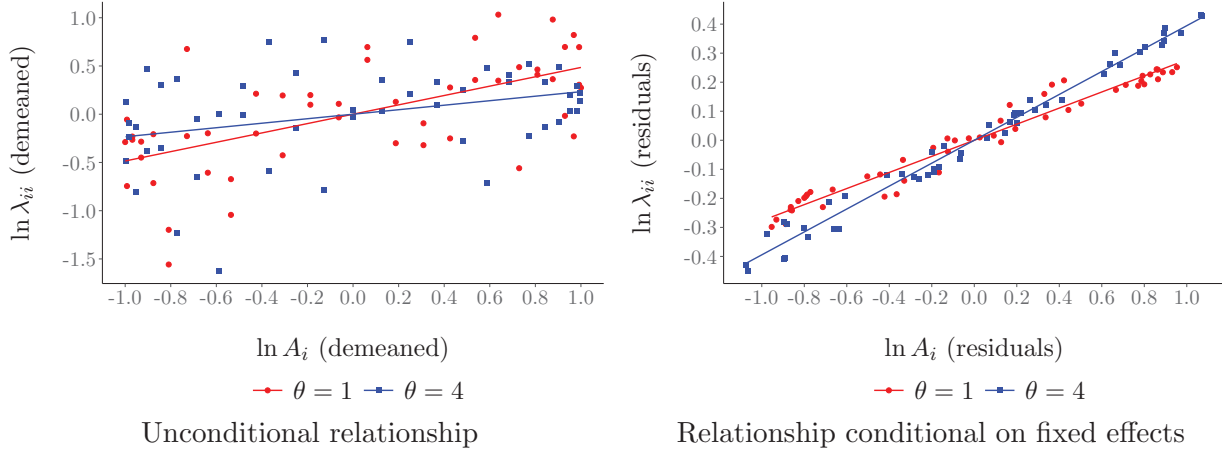 1.0
0.5
0.0
-0.5
-1.0
-1.5
ln λii (demeaned)
-1.0 -0.8 -0.6 -0.4 -0.2 0.0 0.2 0.4 0.6 0.8 1.0
ln Ai (demeaned)
θ = 1 θ = 4
Unconditional relationship
0.4
0.3
0.2
0.1
0.0
-0.1
-0.2
-0.3
-0.4
ln λii (residuals)
-1.0 -0.8 -0.6 -0.4 -0.2 0.0 0.2 0.4 0.6 0.8 1.0
ln Ai (residuals)
θ = 1 θ = 4
Relationship conditional on fixed effects